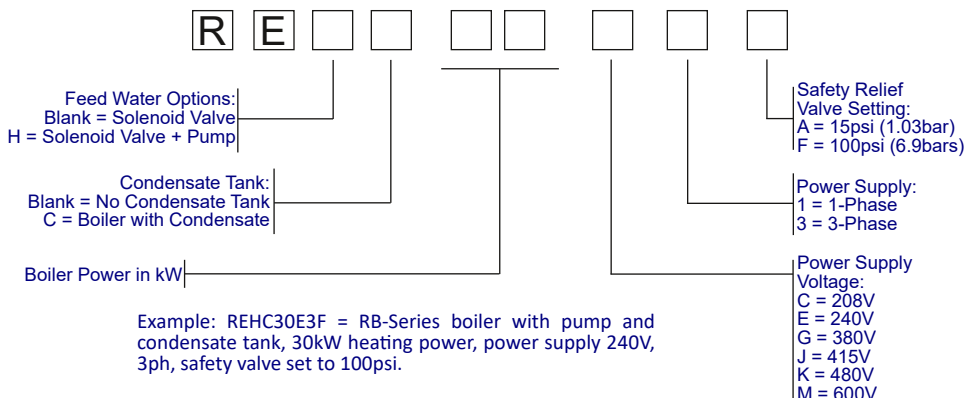 R E
Feed Water Options:
Blank = Solenoid Valve
H = Solenoid Valve + Pump
Condensate Tank:
Blank = No Condensate Tank
C = Boiler with Condensate
Boiler Power in kW
Safety Relief
Valve Setting:
A = 15psi (1.03bar)
F = 100psi (6.9bars)
Power Supply:
1 = 1-Phase
3 = 3-Phase
Power Supply
Voltage:
C = 208V
E = 240V
G = 380V
J = 415V
K = 480V
M = 600V
Example: REHC30E3F = RB-Series boiler with pump and
condensate tank, 30kW heating power, power supply 240V,
3ph, safety valve set to 100psi.